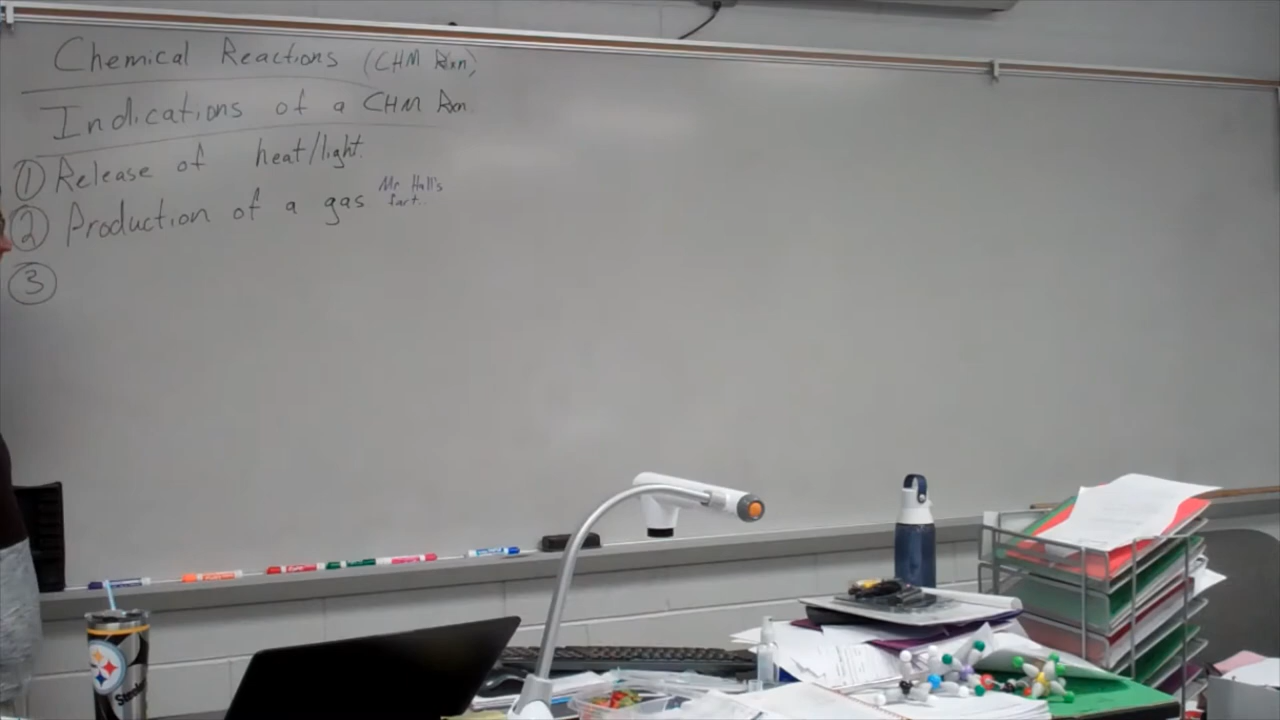 Chemical Reactions (CHM Rxn)
Indications of a CHM Rxn
① Release of heat/light.
② Production of a gas Mr Hall's
fart..
③
Steelers